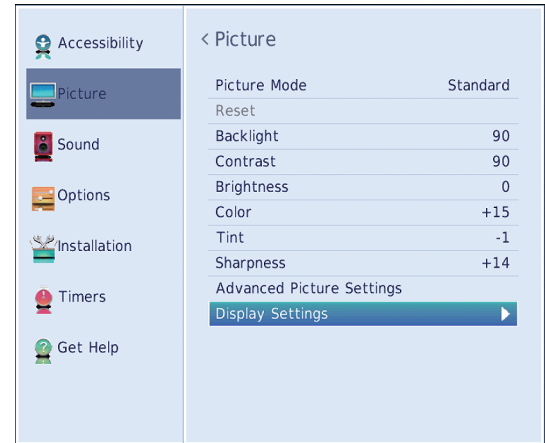 Accessibility
Picture
Sound
Options
Installation
Timers
Get Help
< Picture
Picture Mode Standard
Reset
Backlight 90
Contrast 90
Brightness 0
Color +15
Tint -1
Sharpness +14
Advanced Picture Settings
Display Settings